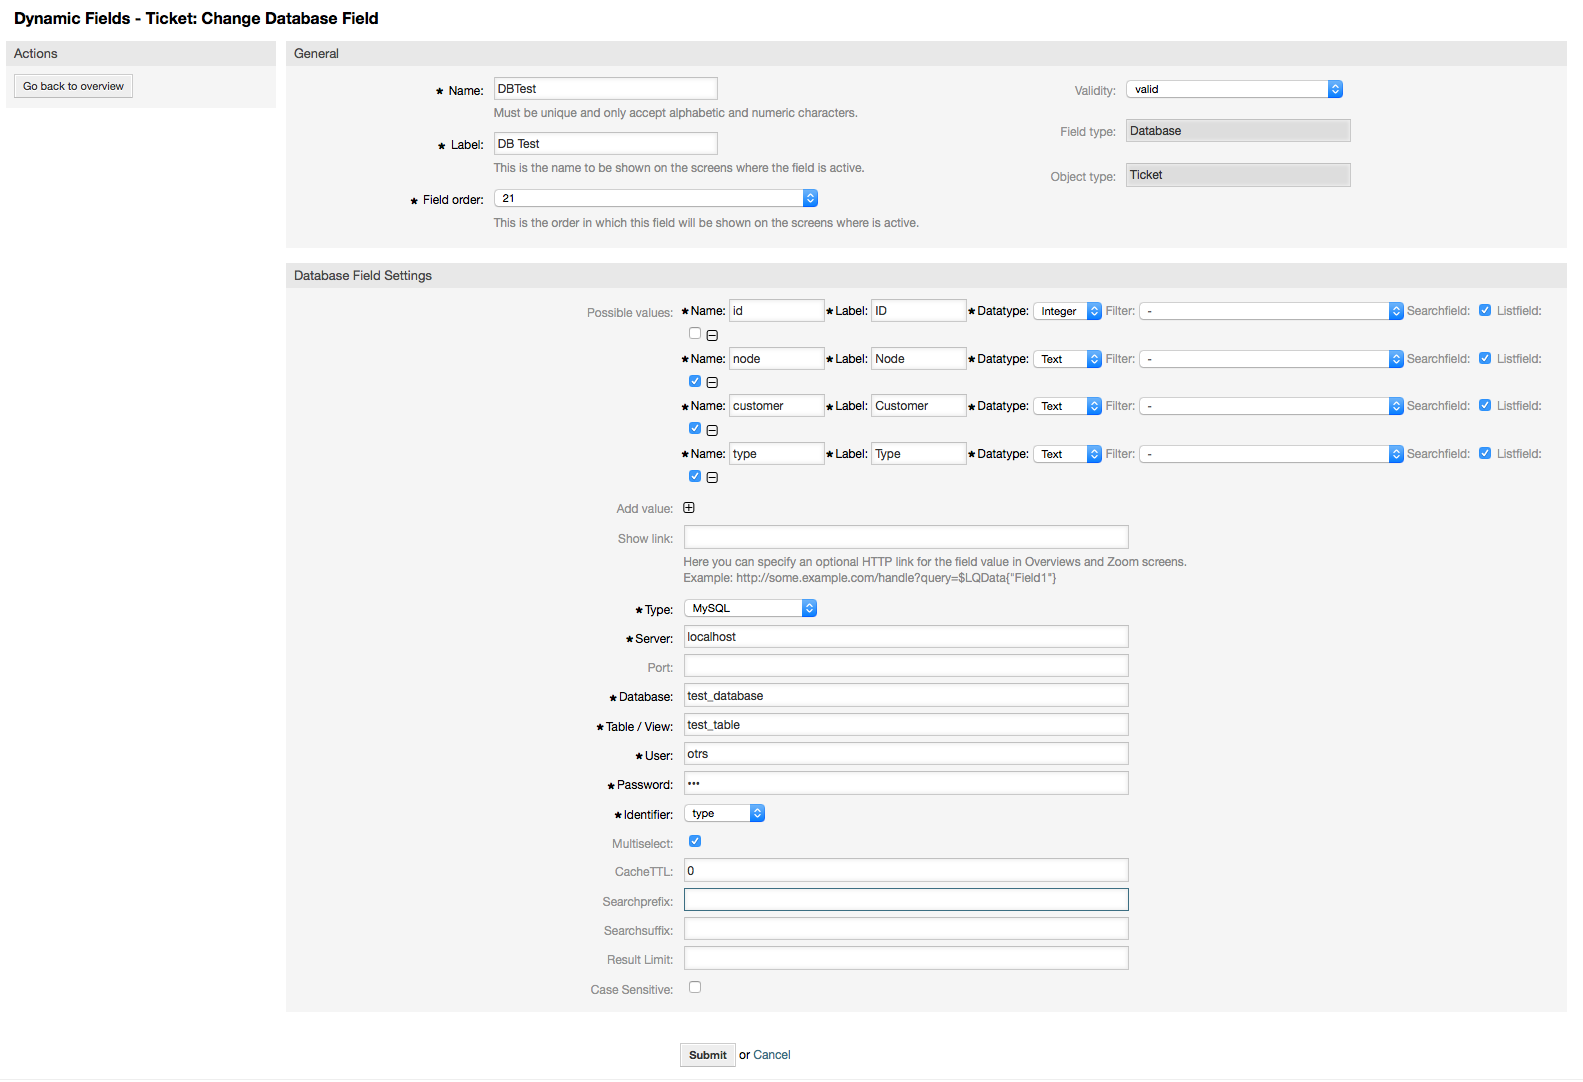 Dynamic Fields - Ticket: Change Database Field
Actions
Go back to overview
General
★ Name: DBTest
Must be unique and only accept alphabetic and numeric characters.
★ Label: DB Test
This is the name to be shown on the screens where the field is active.
★ Field order: 21
This is the order in which this field will be shown on the screens where is active.
Validity: valid
Field type: Database
Object type: Ticket
Database Field Settings
Possible values: ★Name: id ★Label: ID ★Datatype: Integer Filter: - Searchfield: Listfield:
★Name: node ★Label: Node ★Datatype: Text Filter: - Searchfield: Listfield:
★Name: customer ★Label: Customer ★Datatype: Text Filter: - Searchfield: Listfield:
★Name: type ★Label: Type ★Datatype: Text Filter: - Searchfield: Listfield:
Add value:
Show link:
Here you can specify an optional HTTP link for the field value in Overviews and Zoom screens.
Example: http://some.example.com/handle?query=$LQData{"Field1"}
★Type: MySQL
★Server: localhost
Port:
★Database: test_database
★Table / View: test_table
★User: otrs
★Password: •••
★Identifier: type
Multiselect:
CacheTTL: 0
Searchprefix:
Searchsuffix:
Result Limit:
Case Sensitive:
Submit or Cancel